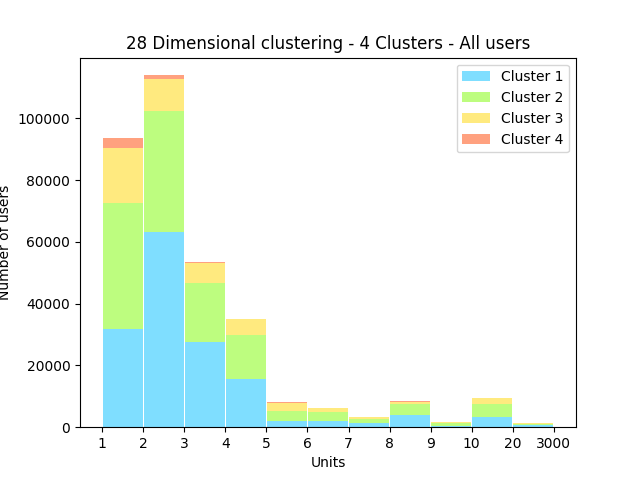 28 Dimensional clustering - 4 Clusters - All users
Cluster 1
Cluster 2
Cluster 3
Cluster 4
Number of users
100000
80000
60000
40000
20000
0
1 2 3 4 5 6 7 8 9 10 20 3000
Units